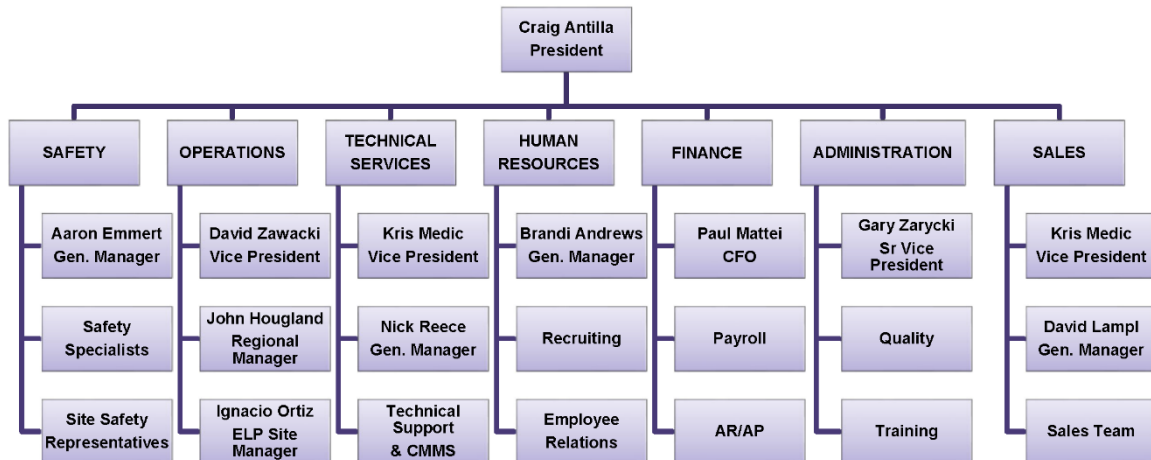 Craig Antilla
President
SAFETY
OPERATIONS
TECHNICAL
SERVICES
HUMAN
RESOURCES
FINANCE
ADMINISTRATION
SALES
Aaron Emmert
Gen. Manager
David Zawacki
Vice President
Kris Medic
Vice President
Brandi Andrews
Gen. Manager
Paul Mattei
CFO
Gary Zarycki
Sr Vice
President
Kris Medic
Vice President
Safety
Specialists
John Hougland
Regional
Manager
Nick Reece
Gen. Manager
Recruiting
Payroll
Quality
David Lampl
Gen. Manager
Site Safety
Representatives
Ignacio Ortiz
ELP Site
Manager
Technical
Support
& CMMS
Employee
Relations
AR/AP
Training
Sales Team